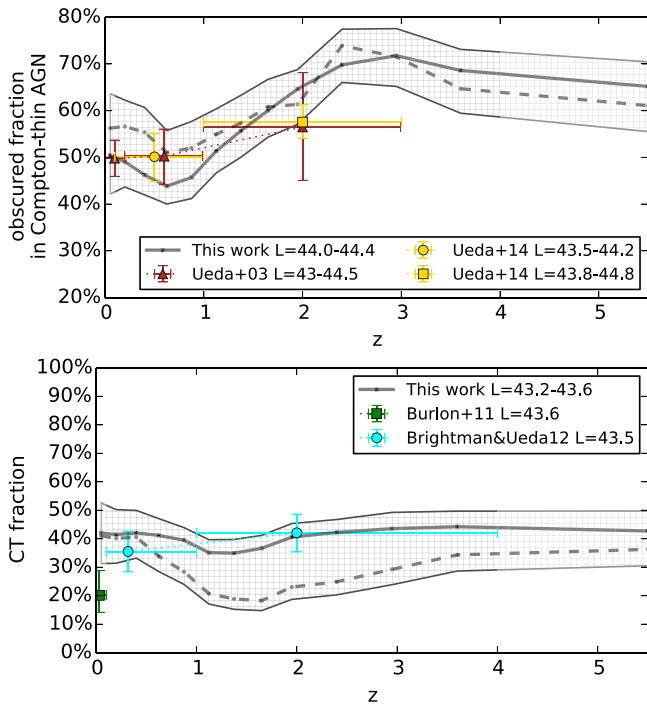 80%
70%
60%
50%
40%
30%
20%
obscured fraction
in Compton-thin AGN
This work L=44.0-44.4
Ueda+03 L=43-44.5
Ueda+14 L=43.5-44.2
Ueda+14 L=43.8-44.8
0 1 2 3 4 5
z
100%
90%
80%
70%
60%
50%
40%
30%
20%
10%
0%
CT fraction
This work L=43.2-43.6
Burlon+11 L=43.6
Brightman&Ueda12 L=43.5
0 1 2 3 4 5
z